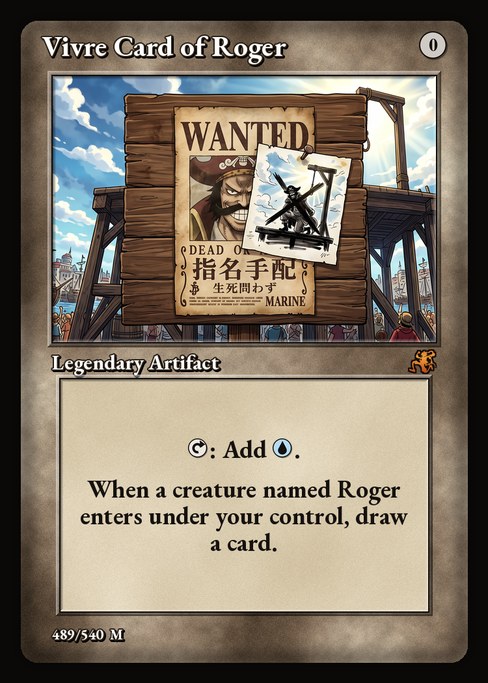 Vivre Card of Roger
0
WANTED
DEAD OR
指名手配
生死問わず
MARINE
Legendary Artifact
: Add .
When a creature named Roger
enters under your control, draw
a card.
489/540 M